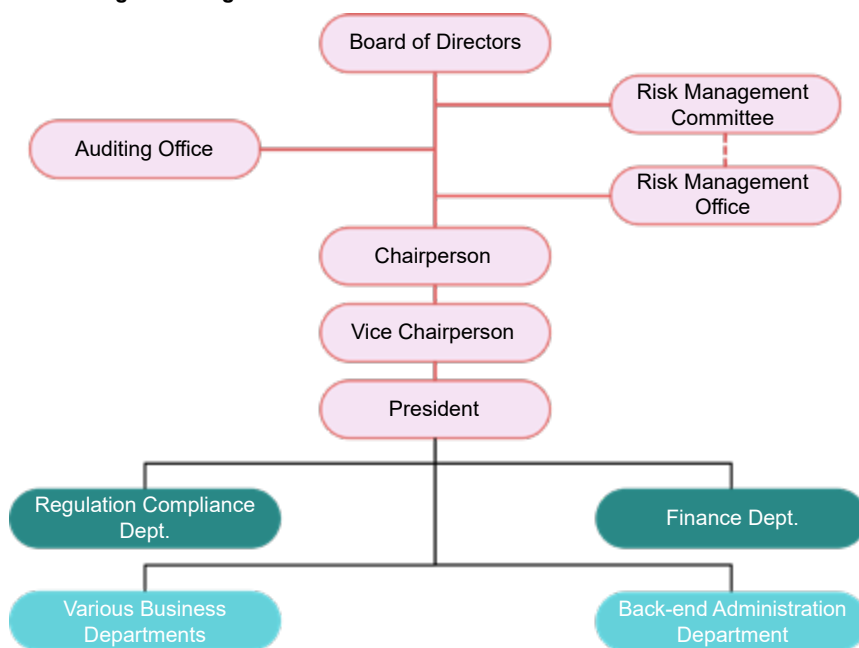 Board of Directors
Risk Management
Committee
Auditing Office
Risk Management
Office
Chairperson
Vice Chairperson
President
Regulation Compliance
Dept.
Finance Dept.
Various Business
Departments
Back-end Administration
Department